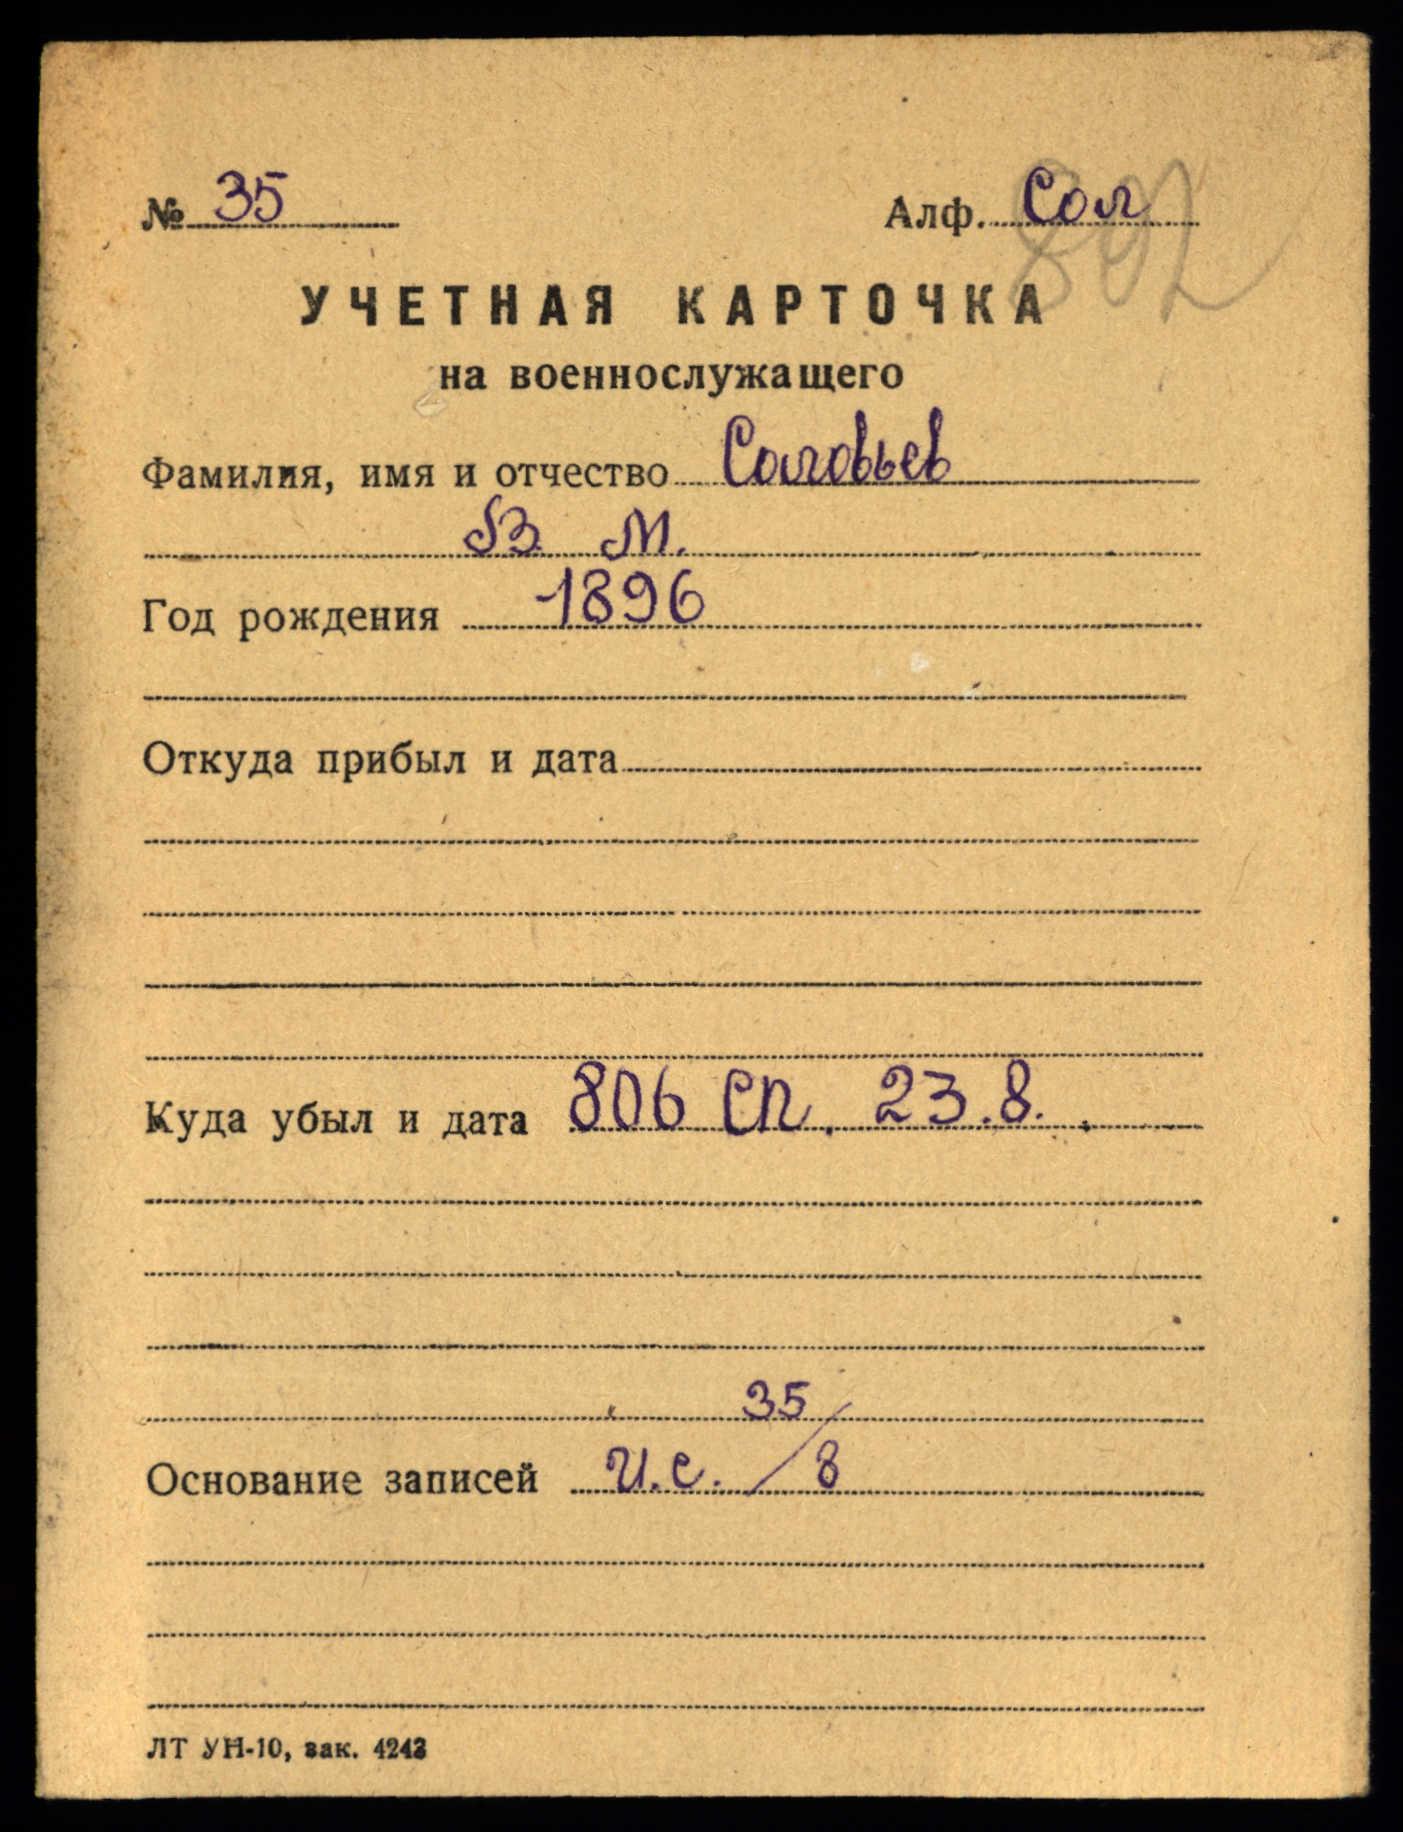 № 35 Алф. Сол
802
УЧЕТНАЯ КАРТОЧКА
на военнослужащего
Фамилия, имя и отчество Соловьев
В. М.
Год рождения 1896
Откуда прибыл и дата
Куда убыл и дата 806 сп. 23.8.
Основание записей И.С. 35/8
ЛТ УН-10, зак. 4243